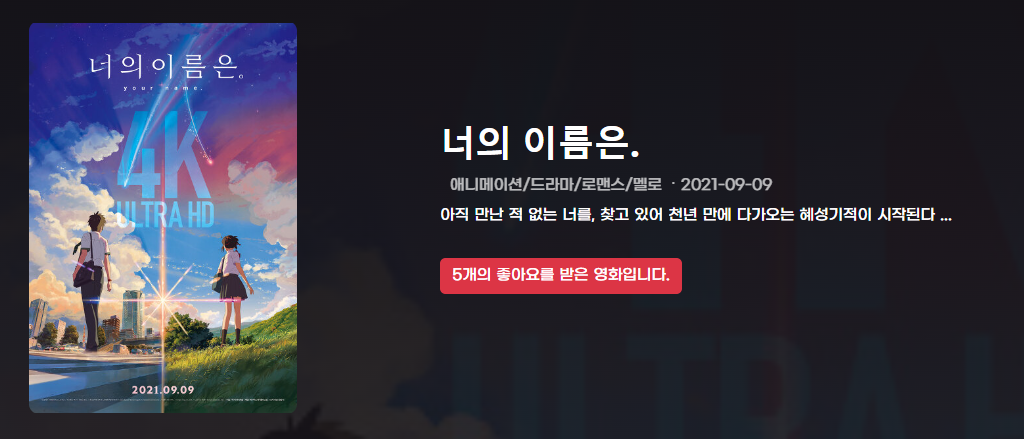 너의 이름은.
your name.
4K
ULTRA HD
2021.09.09
너의 이름은.
애니메이션/드라마/로맨스/멜로 · 2021-09-09
아직 만난 적 없는 너를, 찾고 있어 천년 만에 다가오는 혜성기적이 시작된다 ...
5개의 좋아요를 받은 영화입니다.